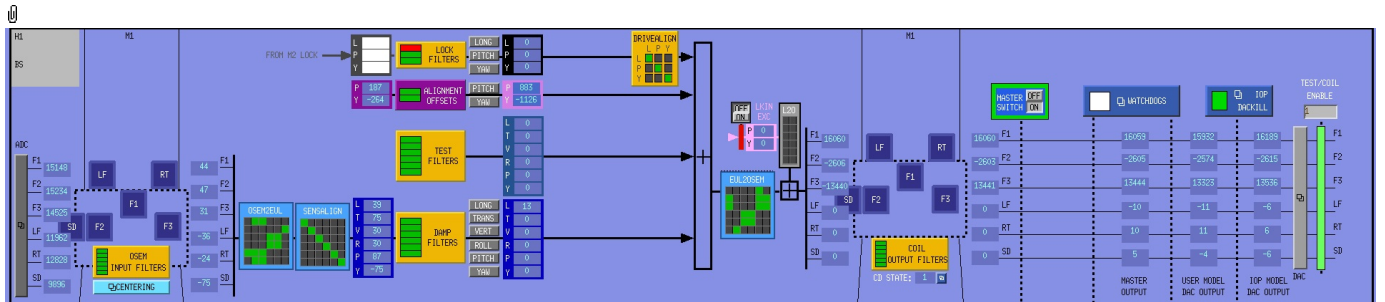 H1
BS
M1
FROM M2 LOCK
L
P
Y
LOCK
FILTERS
LONG
PITCH
YAW
L 0
P 0
Y 0
DRIVEALIGN
L P Y
L
P
Y
P 187
Y -264
ALIGNMENT
OFFSETS
PITCH
YAW
P 883
Y -1126
TEST
FILTERS
L 0
T 0
V 0
R 0
P 0
Y 0
ADC
F1 15148
F2 15234
F3 14525
LF 11962
RT 12828
SD 9896
LF
RT
F1
SD
F2
F3
OSEM
INPUT FILTERS
CENTERING
44 F1
47 F2
31 F3
-36 LF
-24 RT
-75 SD
OSEM2EUL
SENSALIGN
L 39
T 75
V 30
R 30
P 87
Y -75
DAMP
FILTERS
LONG
TRANS
VERT
ROLL
PITCH
YAW
L 13
T 0
V 0
R 0
P 0
Y 0
+
OFF
ON
LKIN
EXC
P 0
Y 0
L2O
EUL2OSEM
F1 16060
F2 -2606
F3 -13440
LF 0
RT 0
SD 0
M1
LF
RT
F1
SD
F2
F3
COIL
OUTPUT FILTERS
CD STATE: 1
16060 F1
-2603 F2
13441 F3
0 LF
0 RT
0 SD
MASTER OFF
SWITCH ON
WATCHDOGS
IOP
DACKILL
TEST/COIL
ENABLE
1
16059 15932 16189 F1
-2605 -2574 -2615 F2
13444 13323 13536 F3
-10 -11 -6 LF
10 11 6 RT
5 -4 -6 SD
DAC
MASTER
OUTPUT
USER MODEL
DAC OUTPUT
IOP MODEL
DAC OUTPUT